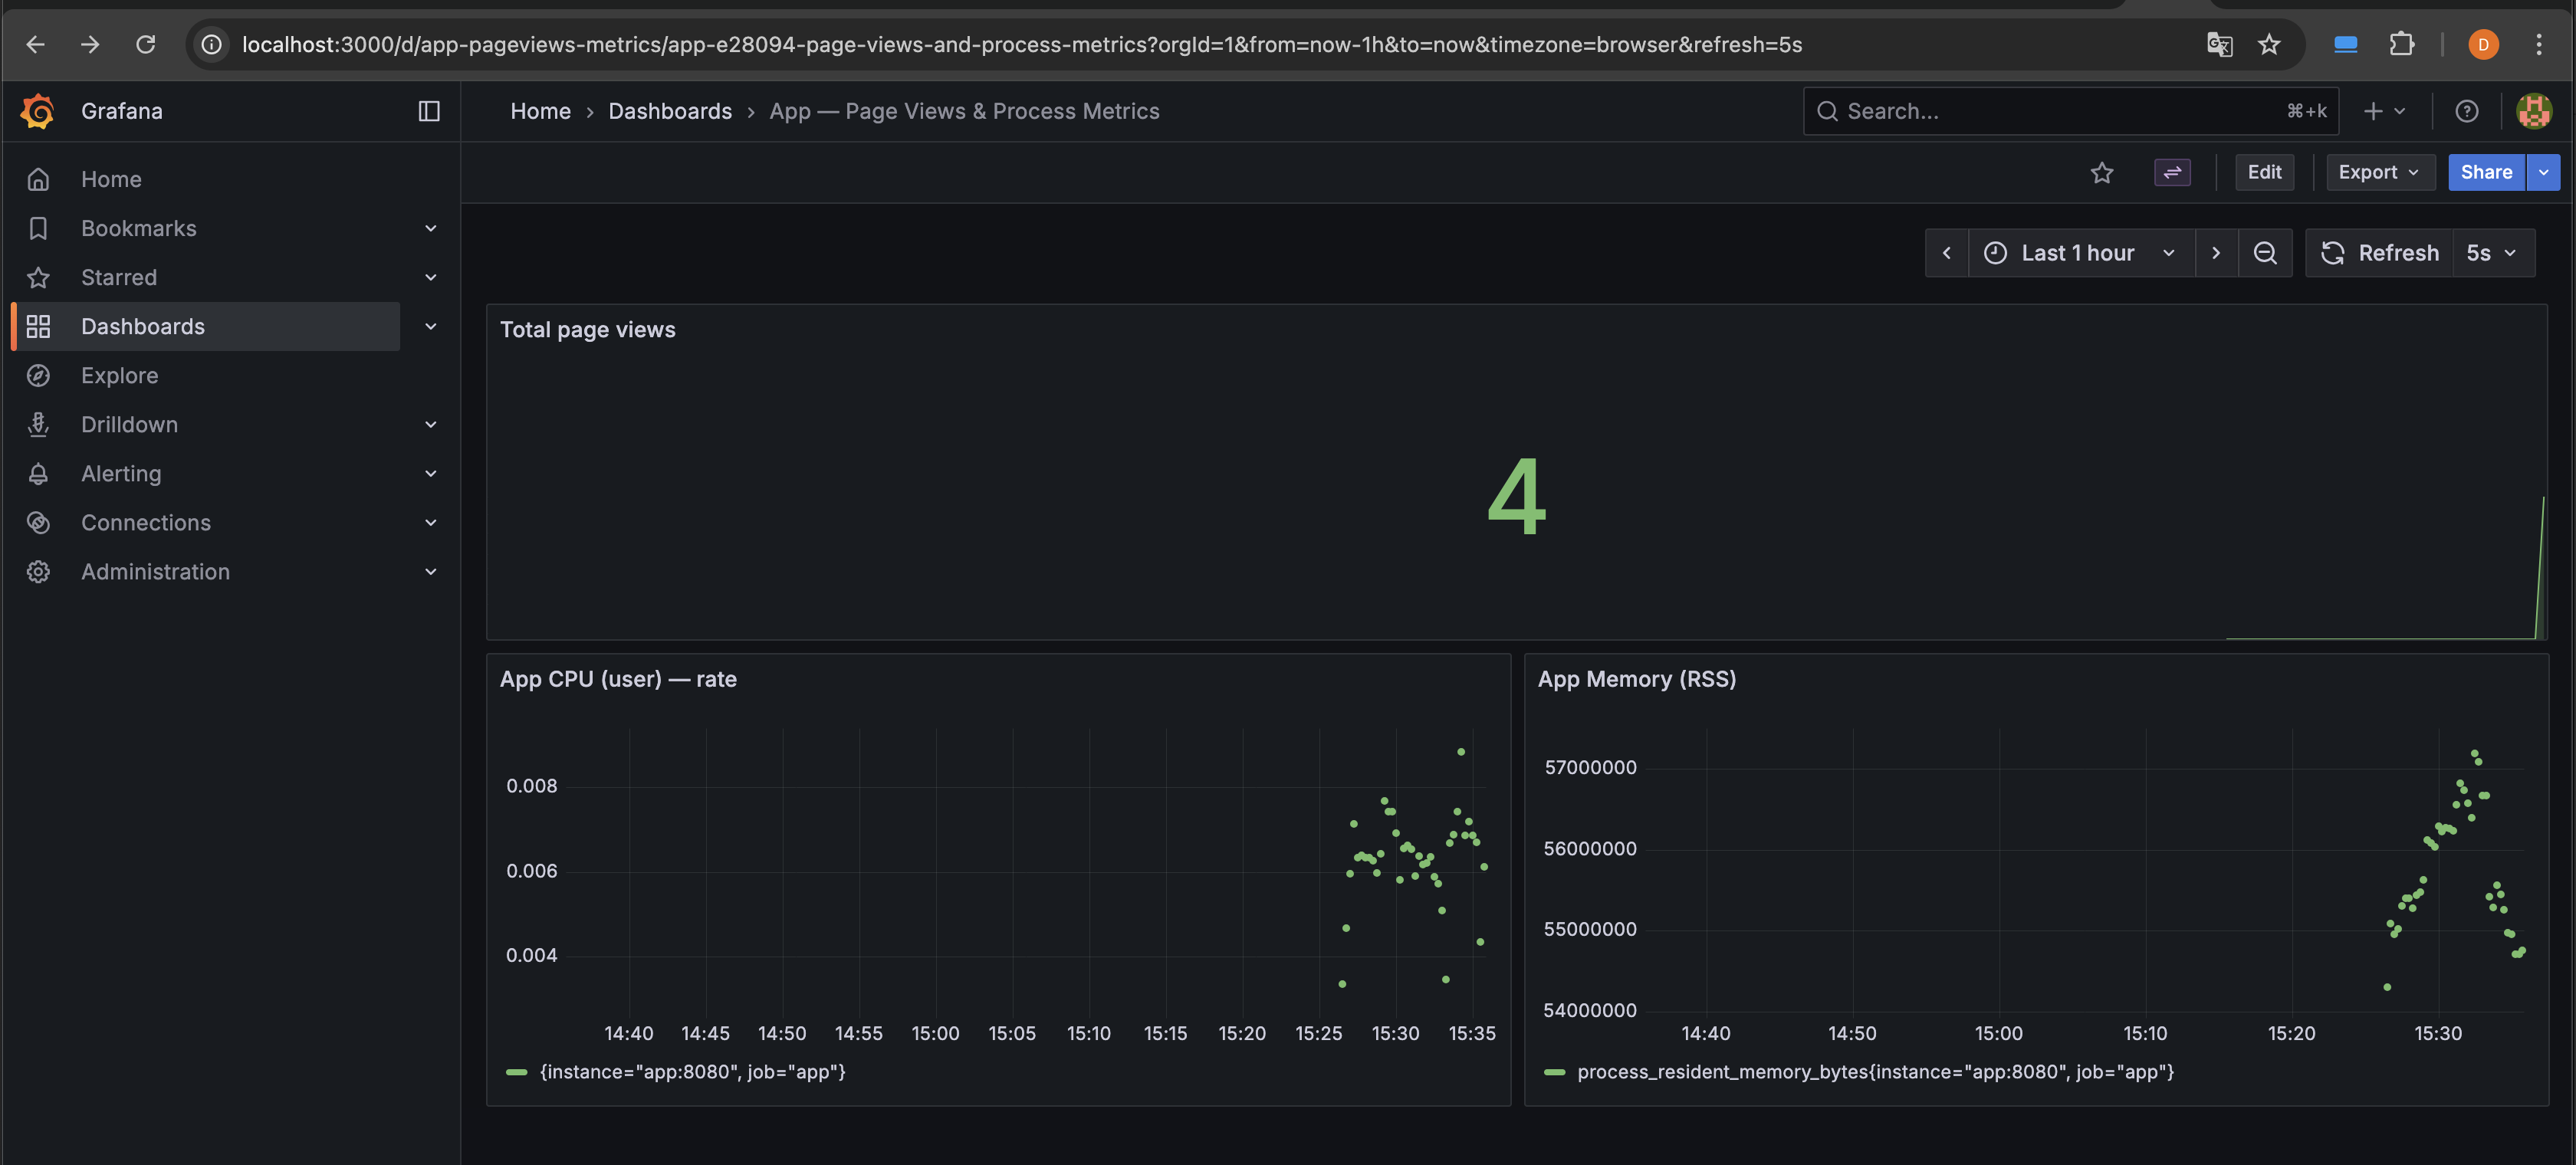 localhost:3000/d/app-pageviews-metrics/app-e28094-page-views-and-process-metrics?orgId=1&from=now-1h&to=now&timezone=browser&refresh=5s
D
Grafana
Home › Dashboards › App — Page Views & Process Metrics
Search...
⌘+k
Edit
Export
Share
Home
Bookmarks
Starred
Dashboards
Explore
Drilldown
Alerting
Connections
Administration
Last 1 hour
Refresh
5s
Total page views
4
App CPU (user) — rate
0.008
0.006
0.004
14:40 14:45 14:50 14:55 15:00 15:05 15:10 15:15 15:20 15:25 15:30 15:35
{instance="app:8080", job="app"}
App Memory (RSS)
57000000
56000000
55000000
54000000
14:40 14:50 15:00 15:10 15:20 15:30
process_resident_memory_bytes{instance="app:8080", job="app"}